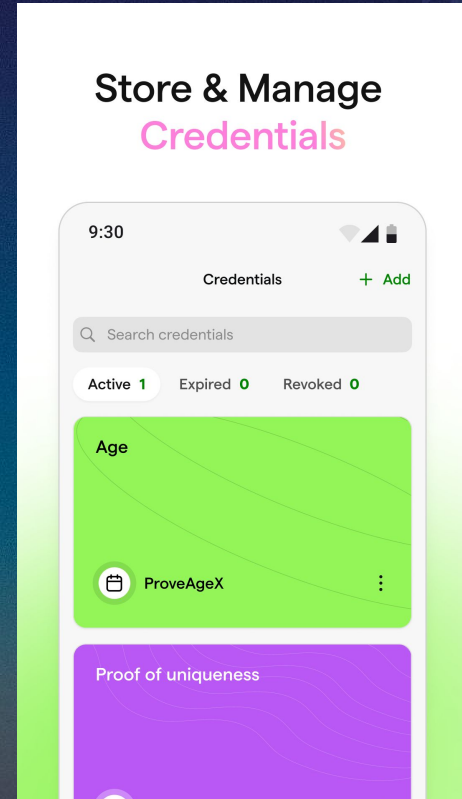 Store & Manage
Credentials
9:30
Credentials
+ Add
Search credentials
Active 1 Expired 0 Revoked 0
Age
ProveAgeX
Proof of uniqueness